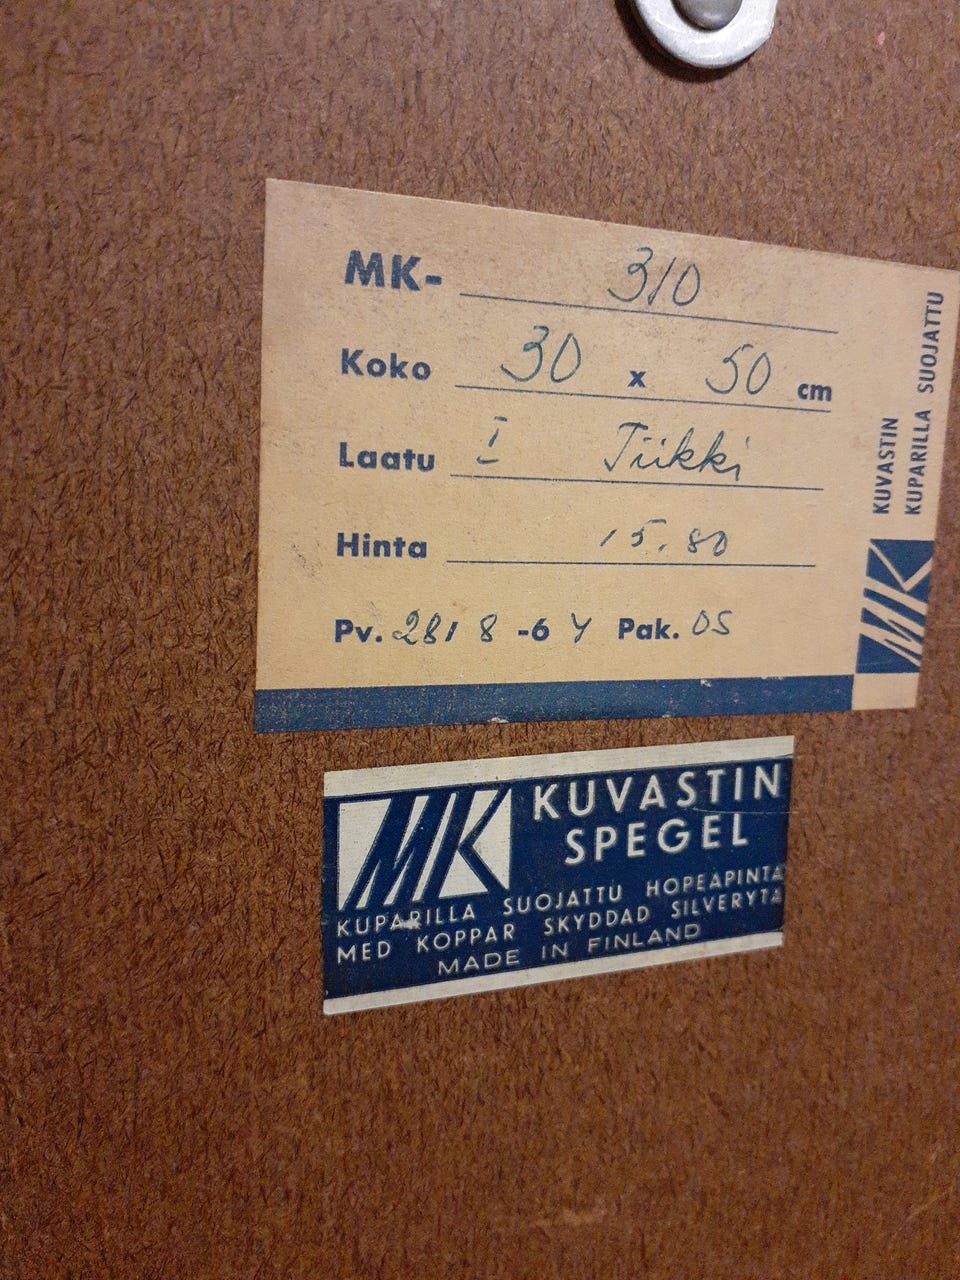 MK- 310
Koko 30 x 50 cm
Laatu I Tiikki
Hinta 15.80
Pv. 28/8 -64 Pak. OS
KUVASTIN
KUPARILLA SUOJATTU
MK
MK KUVASTIN
SPEGEL
KUPARILLA SUOJATTU HOPEAPINTA
MED KOPPAR SKYDDAD SILVERYTA
MADE IN FINLAND